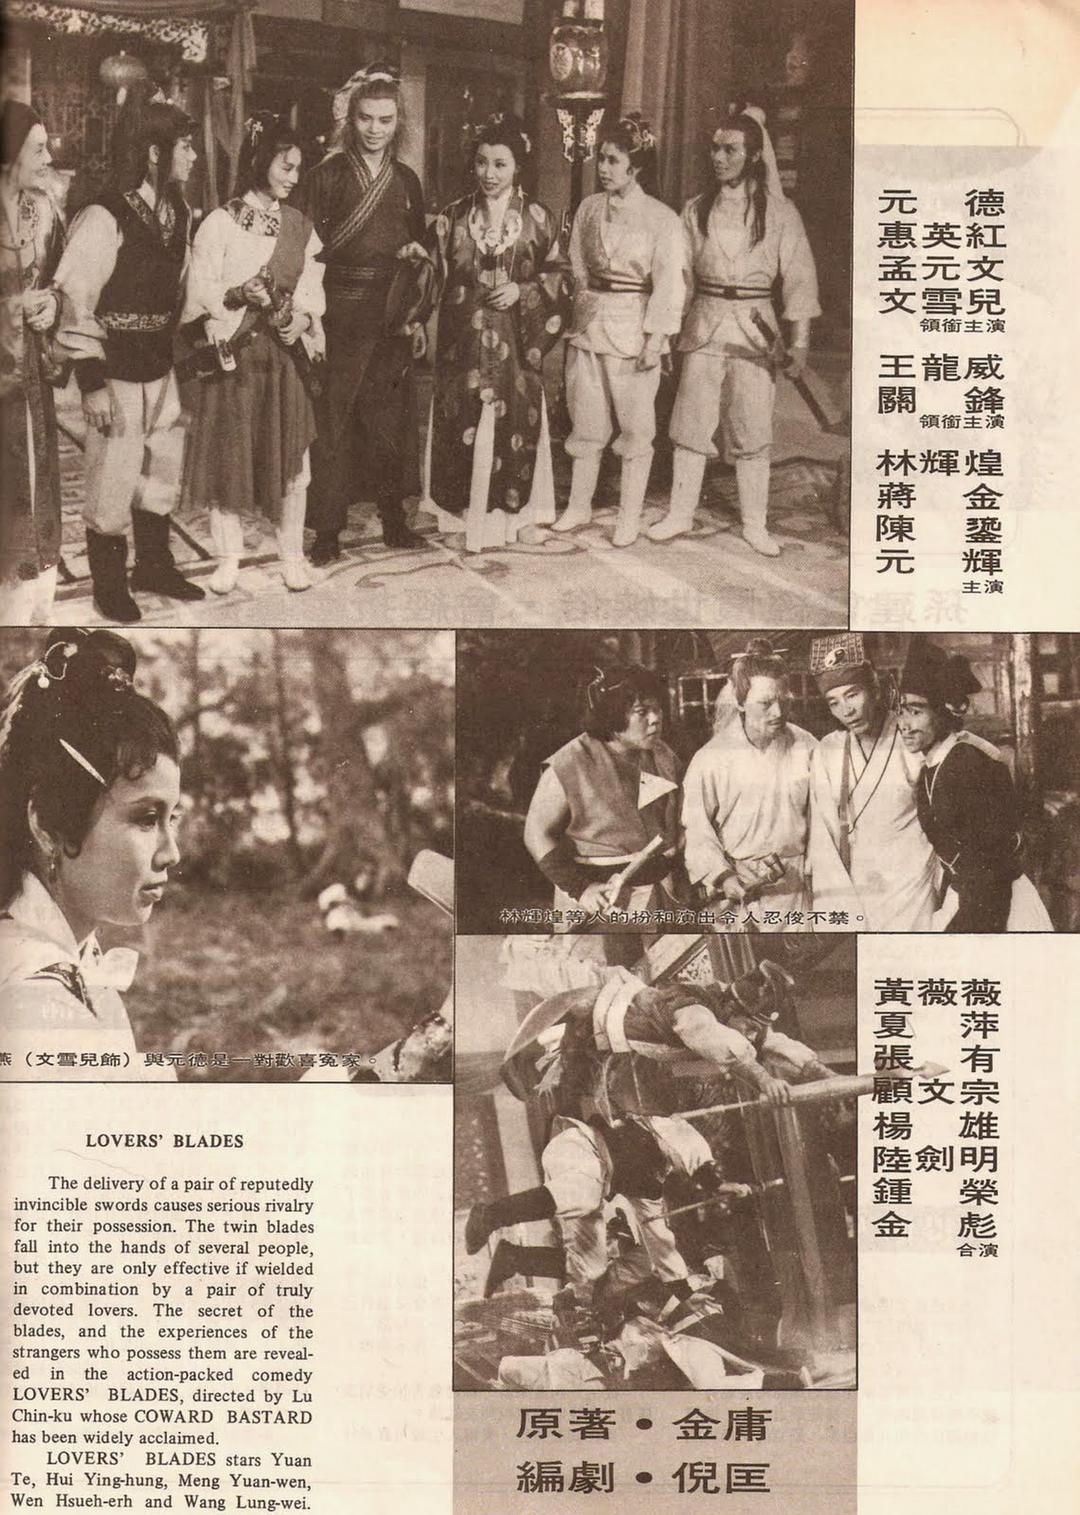 元德
惠英紅
孟元文
文雪兒
領銜主演
王龍威
關鋒
領銜主演
林輝煌
蔣金
陳鎏
元輝
主演
林輝煌等人的扮和演出令人忍俊不禁。
燕（文雪兒飾）與元德是一對歡喜冤家。
黃薇薇
夏萍
張有
顧文宗
楊雄
陸劍明
鍾榮
金彪
合演
LOVERS' BLADES
The delivery of a pair of reputedly
invincible swords causes serious rivalry
for their possession. The twin blades
fall into the hands of several people,
but they are only effective if wielded
in combination by a pair of truly
devoted lovers. The secret of the
blades, and the experiences of the
strangers who possess them are reveal-
ed in the action-packed comedy
LOVERS' BLADES, directed by Lu
Chin-ku whose COWARD BASTARD
has been widely acclaimed.
LOVERS' BLADES stars Yuan
Te, Hui Ying-hung, Meng Yuan-wen,
Wen Hsueh-erh and Wang Lung-wei.
原著・金庸
編劇・倪匡